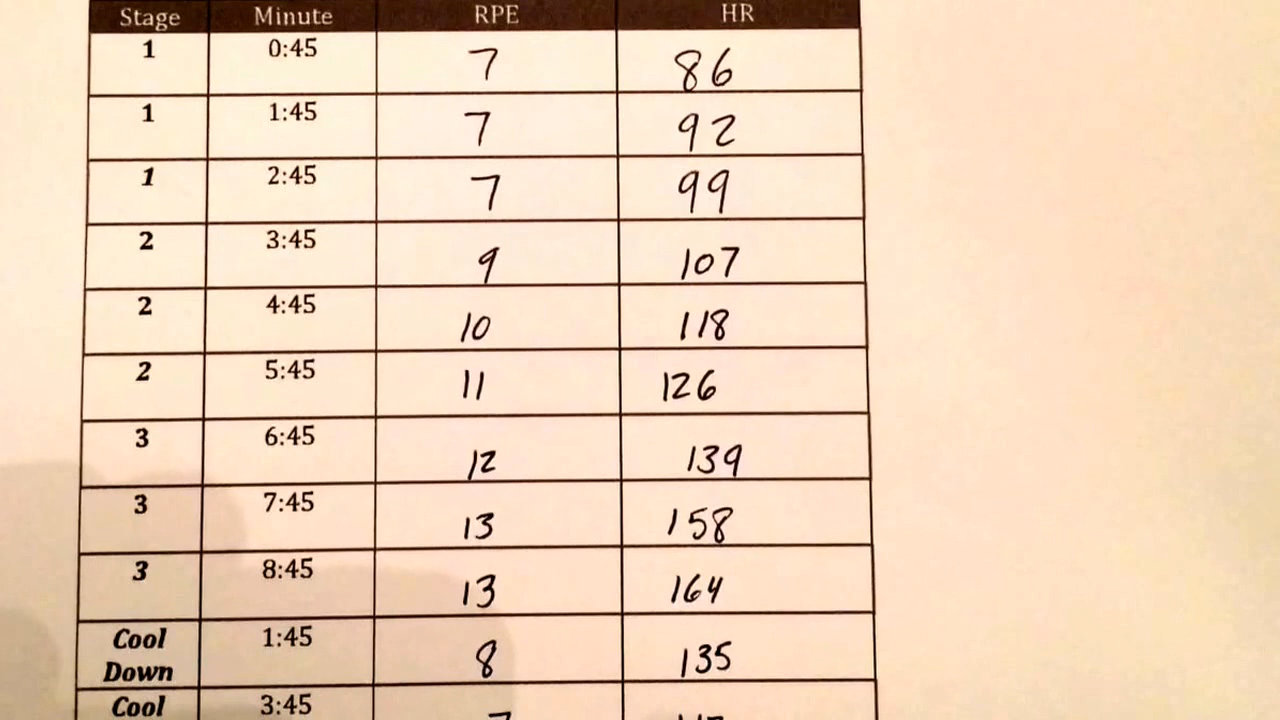 Stage Minute RPE HR
1 0:45 7 86
1 1:45 7 92
1 2:45 7 99
2 3:45 9 107
2 4:45 10 118
2 5:45 11 126
3 6:45 12 139
3 7:45 13 158
3 8:45 13 164
Cool 1:45 8 135
Down
Cool 3:45 7